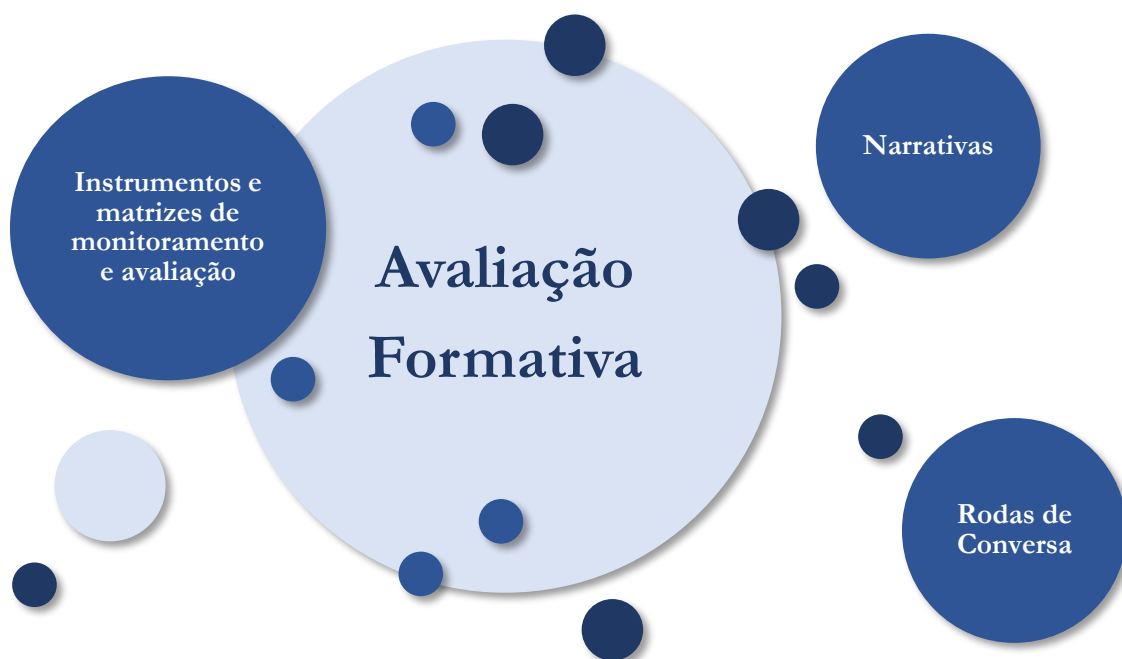 Instrumentos e
matrizes de
monitoramento
e avaliação
Avaliação
Formativa
Narrativas
Rodas de
Conversa